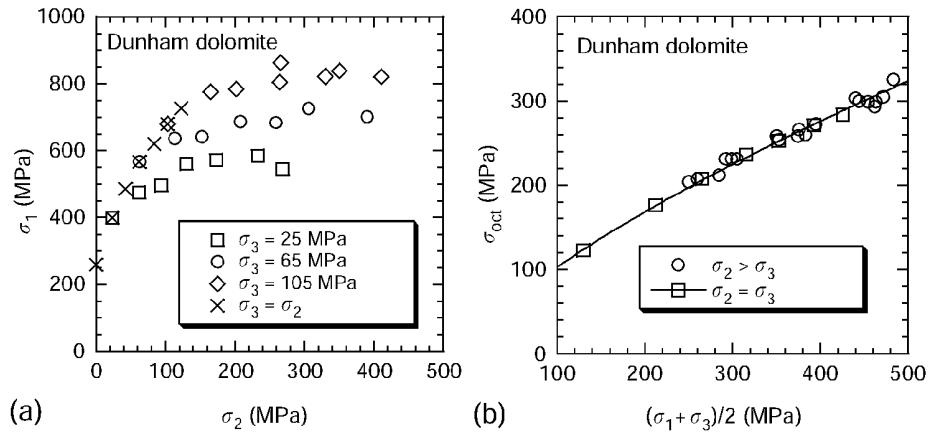 Dunham dolomite
1000
800
600
400
200
0
σ1 (MPa)
σ3 = 25 MPa
σ3 = 65 MPa
σ3 = 105 MPa
σ3 = σ2
0 100 200 300 400 500
(a)
σ2 (MPa)
Dunham dolomite
400
300
200
100
0
σoct (MPa)
σ2 > σ3
σ2 = σ3
100 200 300 400 500
(b)
(σ1 + σ3)/2 (MPa)